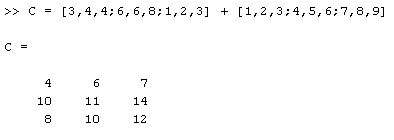 >> C = [3,4,4;6,6,8;1,2,3] + [1,2,3;4,5,6;7,8,9]
C =
4 6 7
10 11 14
8 10 12